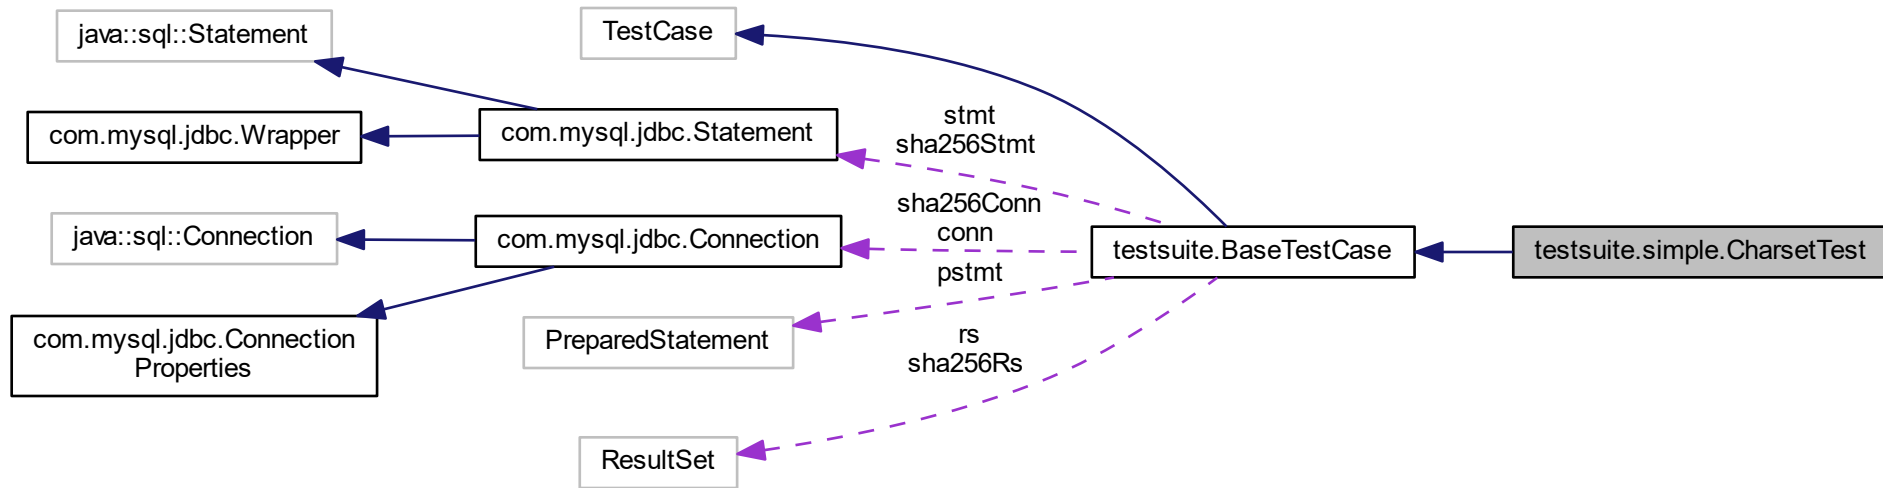 java::sql::Statement
TestCase
com.mysql.jdbc.Wrapper
com.mysql.jdbc.Statement
stmt
sha256Stmt
java::sql::Connection
com.mysql.jdbc.Connection
sha256Conn
conn
testsuite.BaseTestCase
testsuite.simple.CharsetTest
pstmt
com.mysql.jdbc.Connection
Properties
PreparedStatement
rs
sha256Rs
ResultSet